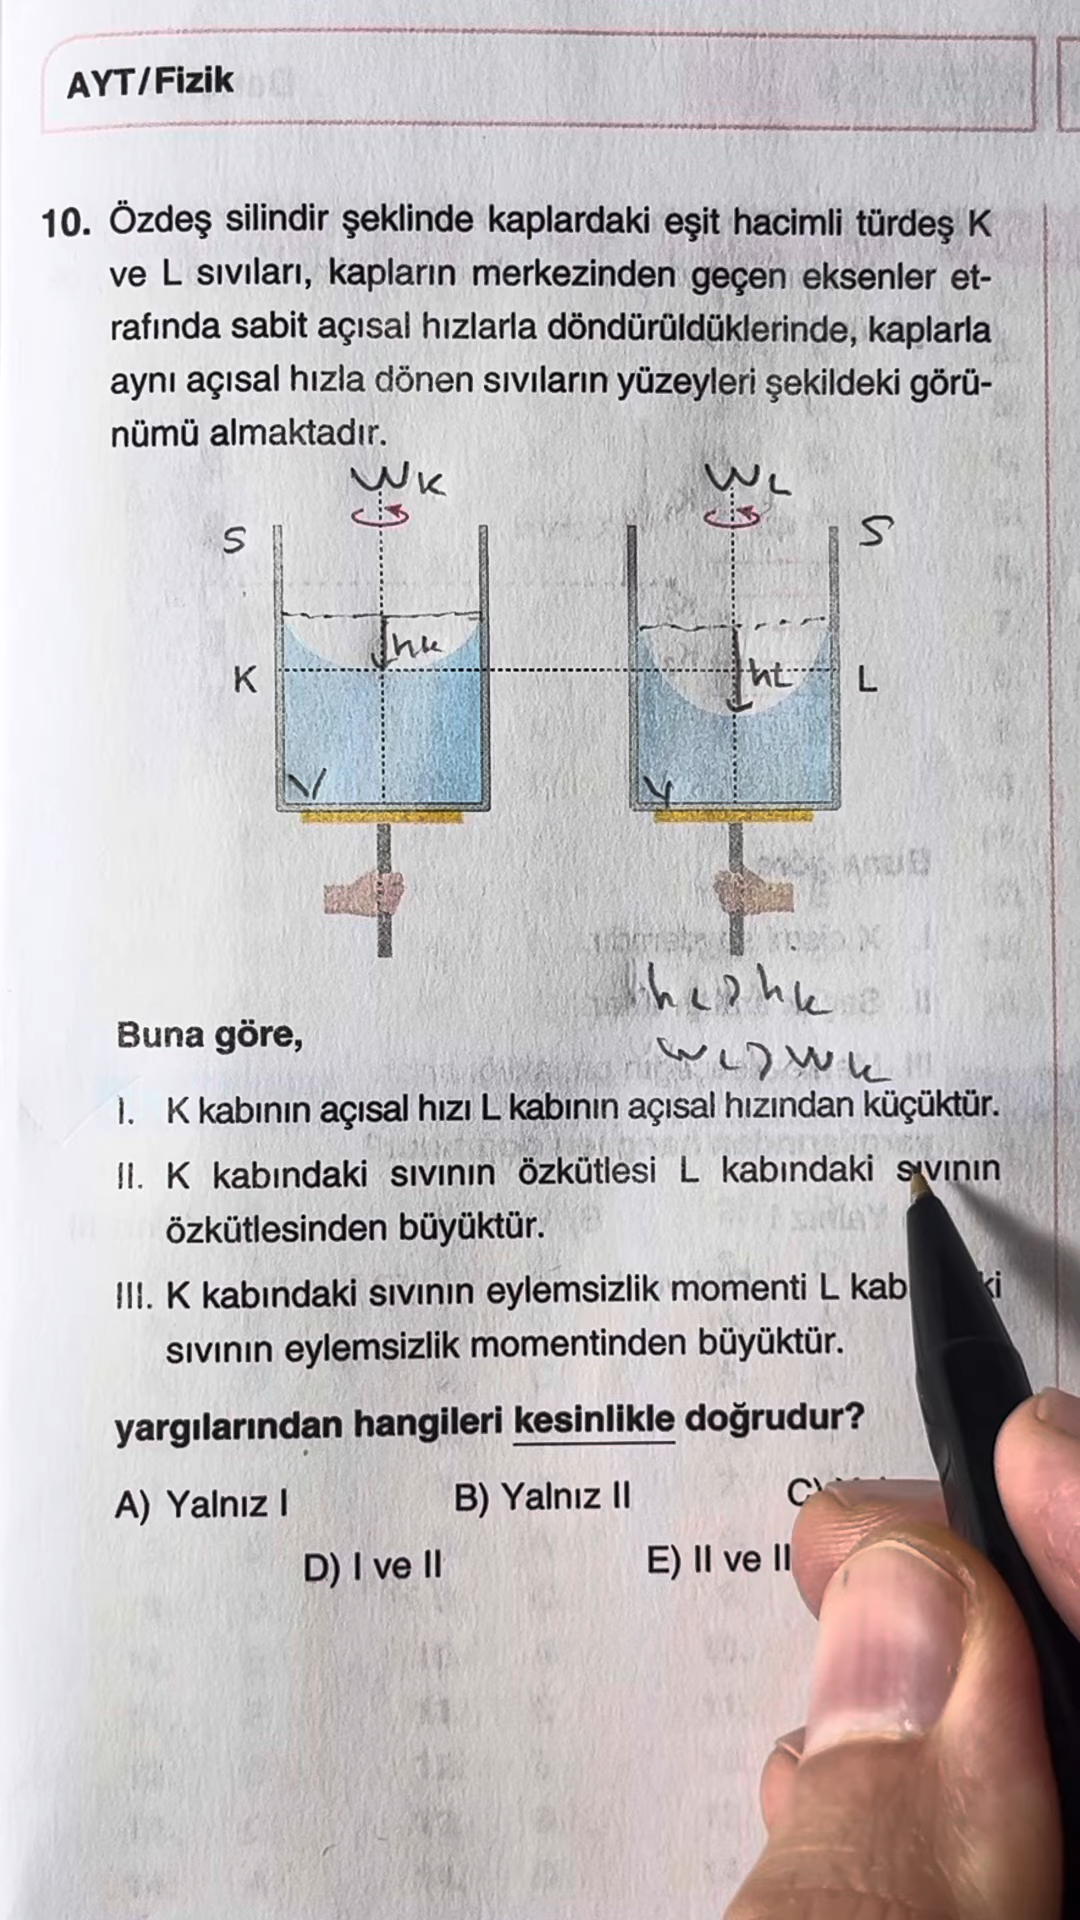 AYT/Fizik
10. Özdeş silindir şeklinde kaplardaki eşit hacimli türdeş K
ve L sıvıları, kapların merkezinden geçen eksenler et-
rafında sabit açısal hızlarla döndürüldüklerinde, kaplarla
aynı açısal hızla dönen sıvıların yüzeyleri şekildeki görü-
nümü almaktadır.
WK WL
S S
hk
K ht L
V V
hL > hk
Buna göre,
wL > wk
I. K kabının açısal hızı L kabının açısal hızından küçüktür.
II. K kabındaki sıvının özkütlesi L kabındaki sıvının
özkütlesinden büyüktür.
III. K kabındaki sıvının eylemsizlik momenti L kab ki
sıvının eylemsizlik momentinden büyüktür.
yargılarından hangileri kesinlikle doğrudur?
A) Yalnız I B) Yalnız II C)
D) I ve II E) II ve II